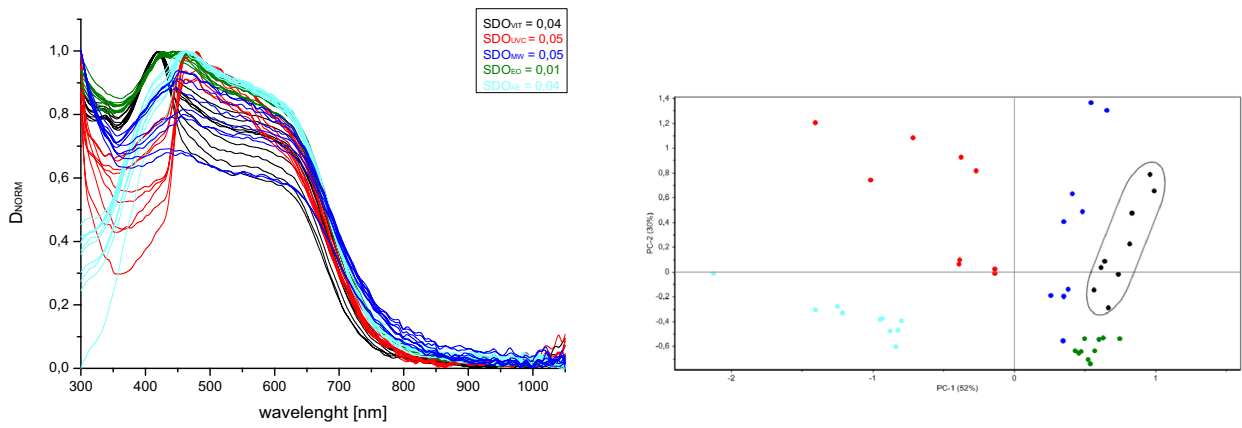 SDOVIT = 0,04
SDOUVC = 0,05
SDOMW = 0,05
SDOEO = 0,01
= 0,04
1,0
0,8
0,6
0,4
0,2
0,0
DNORM
300 400 500 600 700 800 900 1000
wavelenght [nm]
1,4
1,2
1
0,8
0,6
0,4
0,2
0
-0,2
-0,4
-0,6
PC-2 (30%)
-2 -1 0 1
PC-1 (52%)